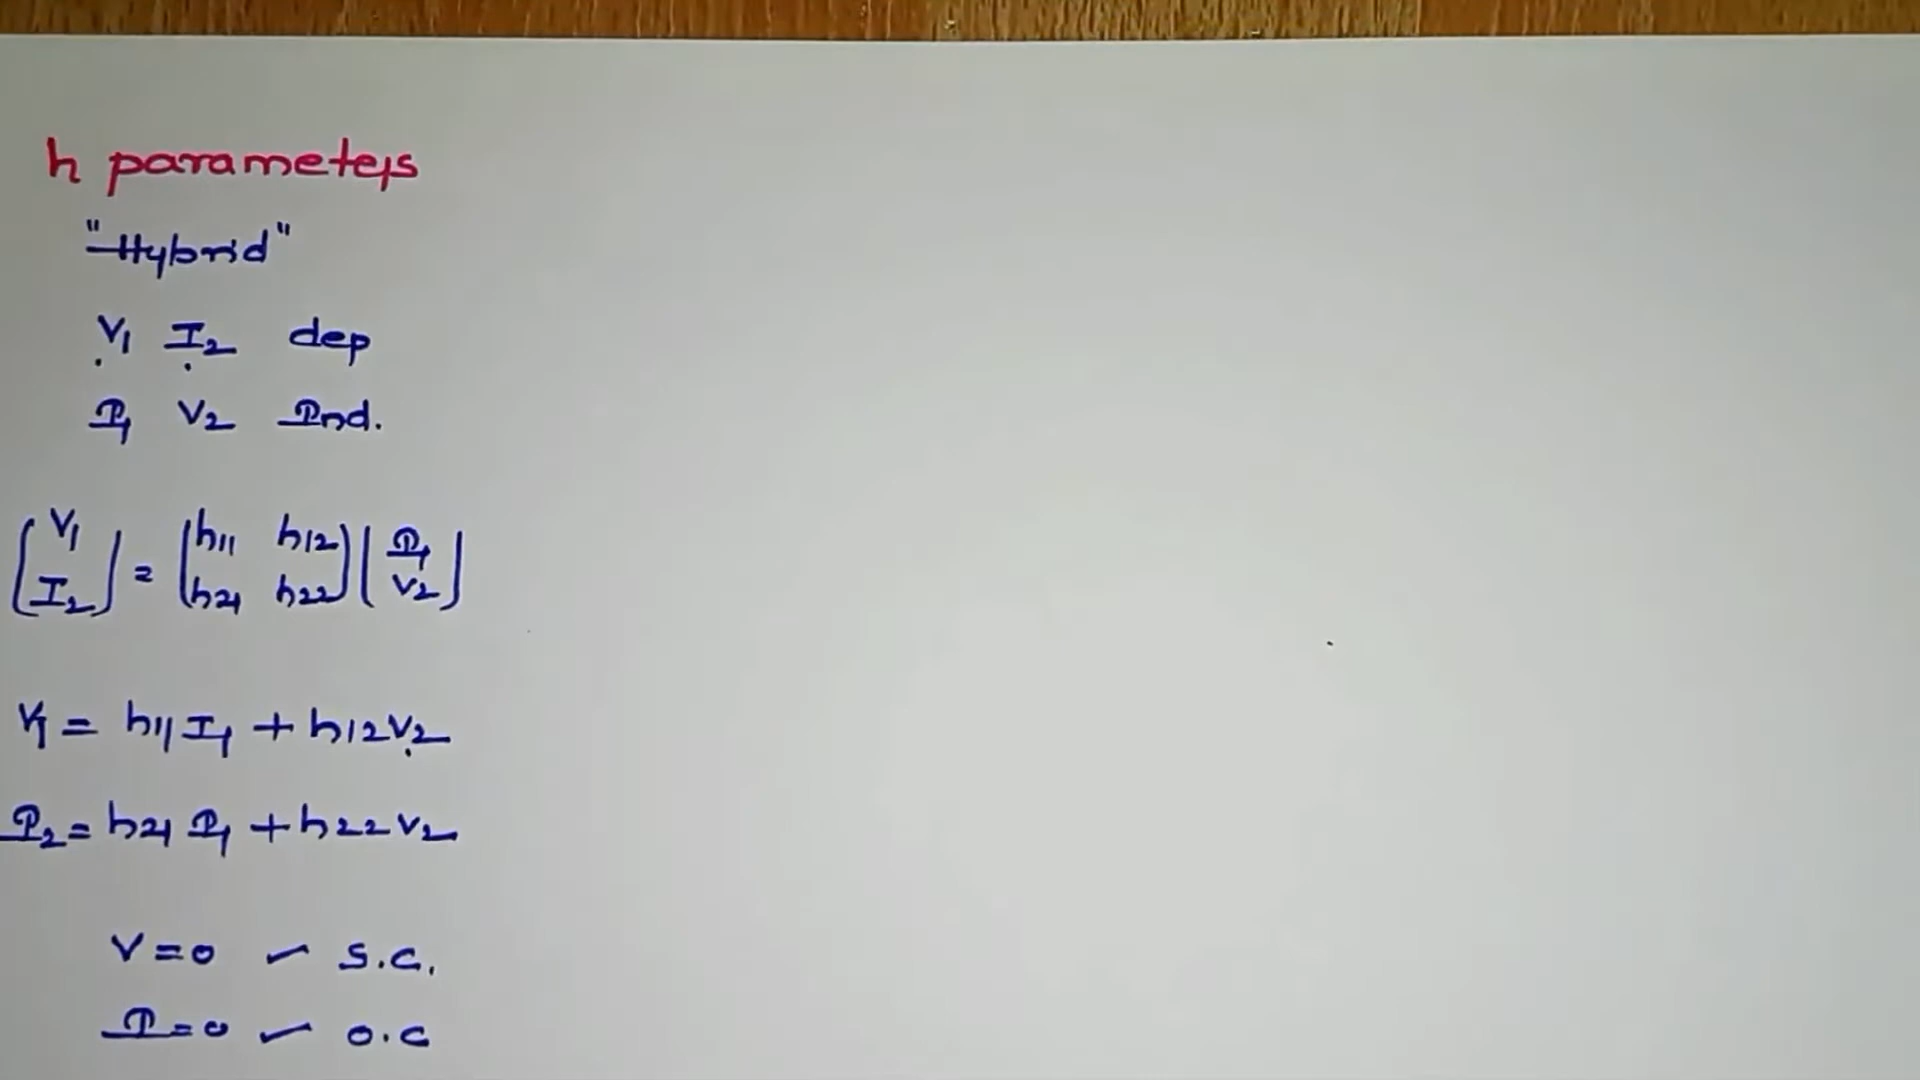 h parameters
"Hybrid"
V1 I2 dep
I1 V2 Ind.
[V1 I2] = [h11 h12 h21 h22] [I1 V2]
V1 = h11 I1 + h12 V2
I2 = h21 I1 + h22 V2
V = 0 – S.C.
I = 0 – O.C